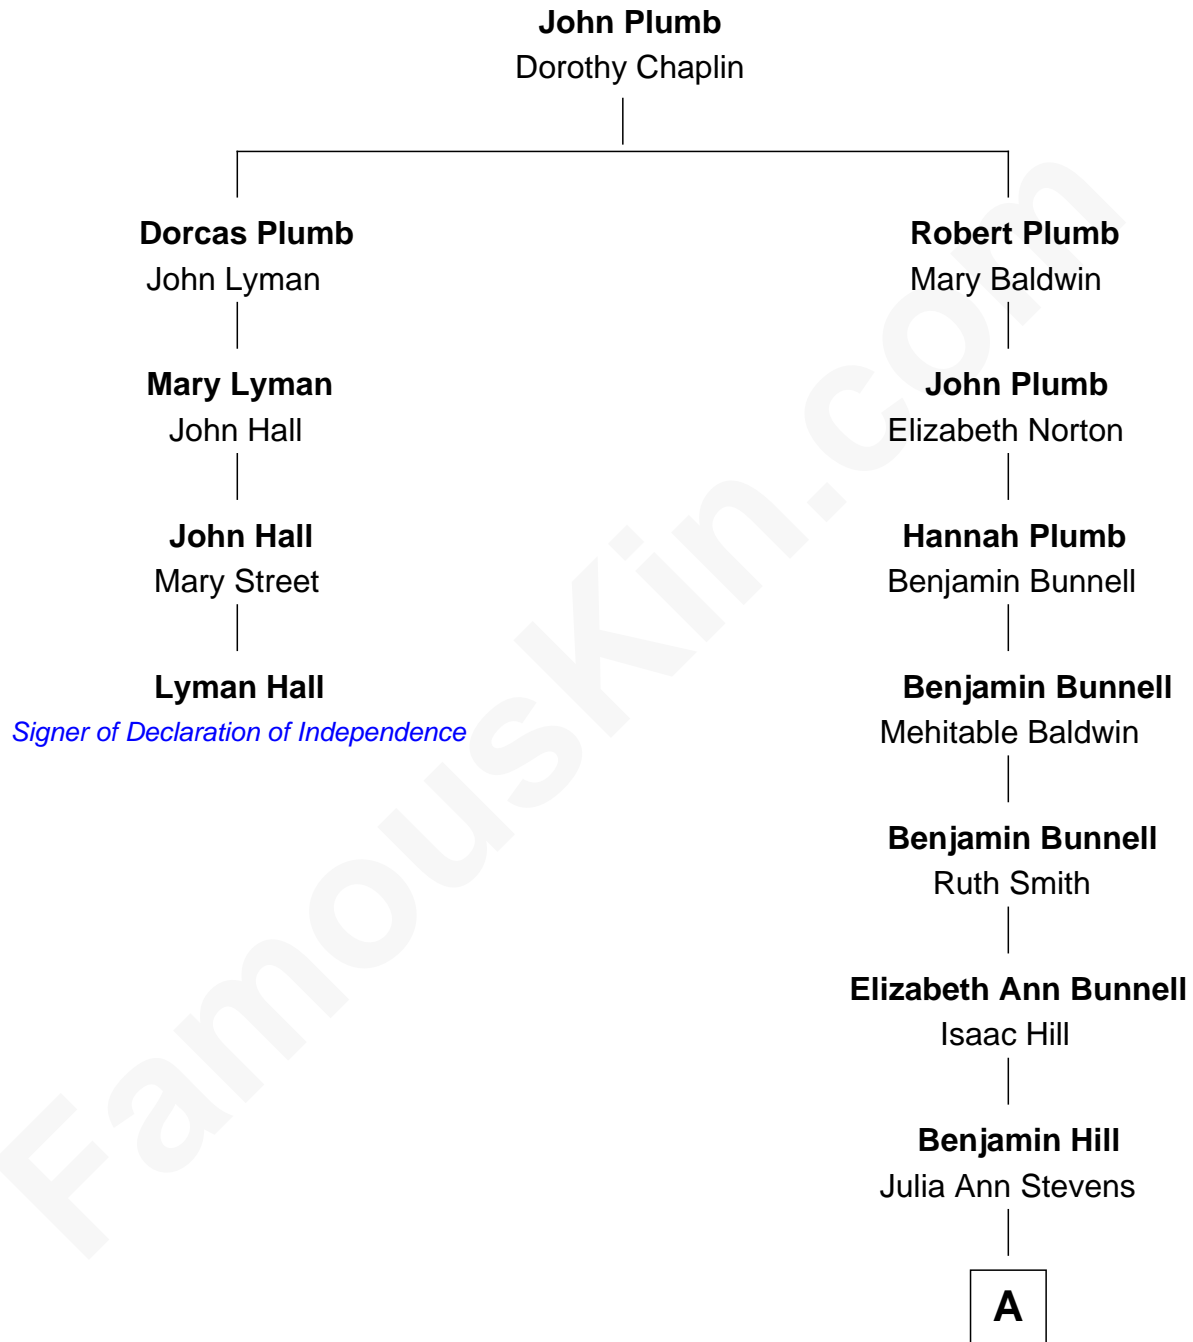 John Plumb
Dorothy Chaplin
Dorcas Plumb
John Lyman
Robert Plumb
Mary Baldwin
Mary Lyman
John Hall
John Plumb
Elizabeth Norton
John Hall
Mary Street
Hannah Plumb
Benjamin Bunnell
Lyman Hall
Signer of Declaration of Independence
Benjamin Bunnell
Mehitable Baldwin
Benjamin Bunnell
Ruth Smith
Elizabeth Ann Bunnell
Isaac Hill
Benjamin Hill
Julia Ann Stevens
A
FamousKin.com